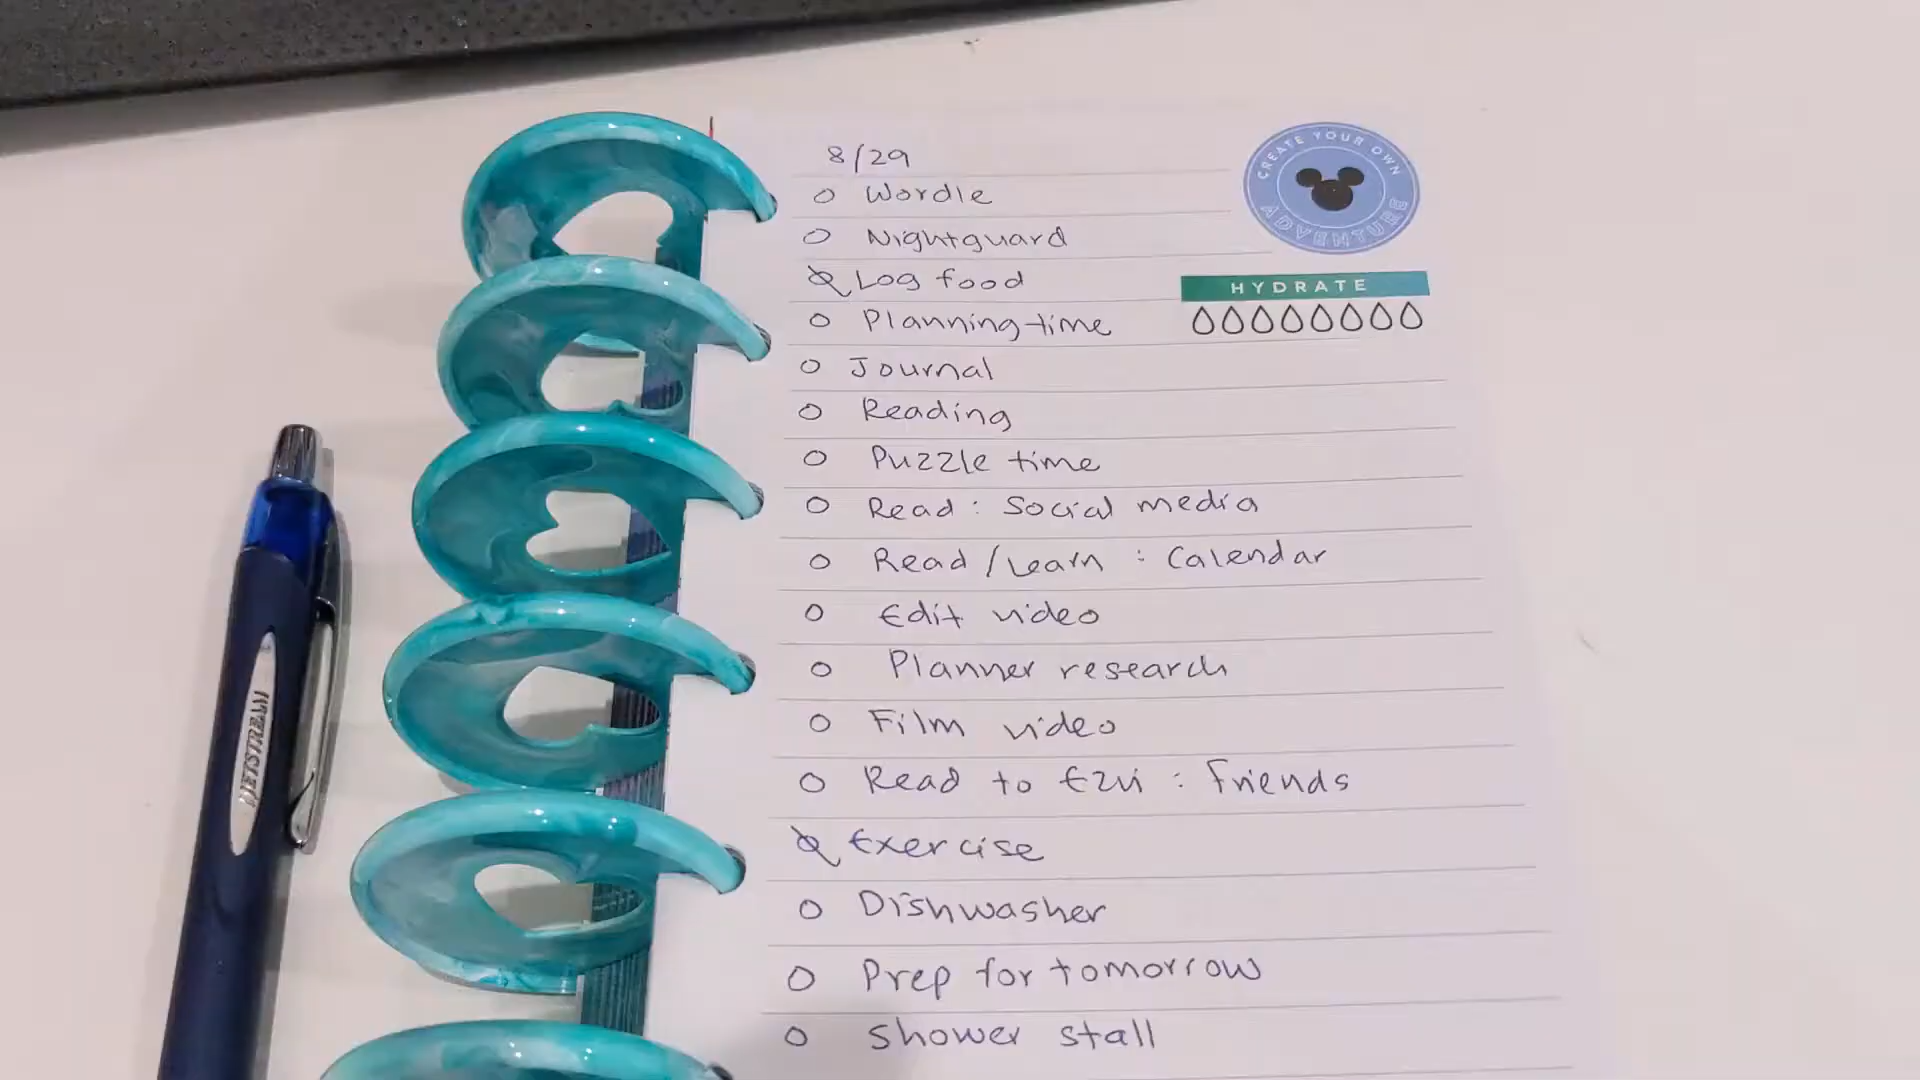 8/29
CREATE YOUR OWN
ADVENTURE
Wordle
Nightguard
Log food
HYDRATE
Planning time
Journal
Reading
Puzzle time
Read: Social media
Read/Learn: Calendar
Edit video
Planner research
Film video
Read to Ezvi: Friends
Exercise
Dishwasher
Prep for tomorrow
Shower stall
JETSTREAM